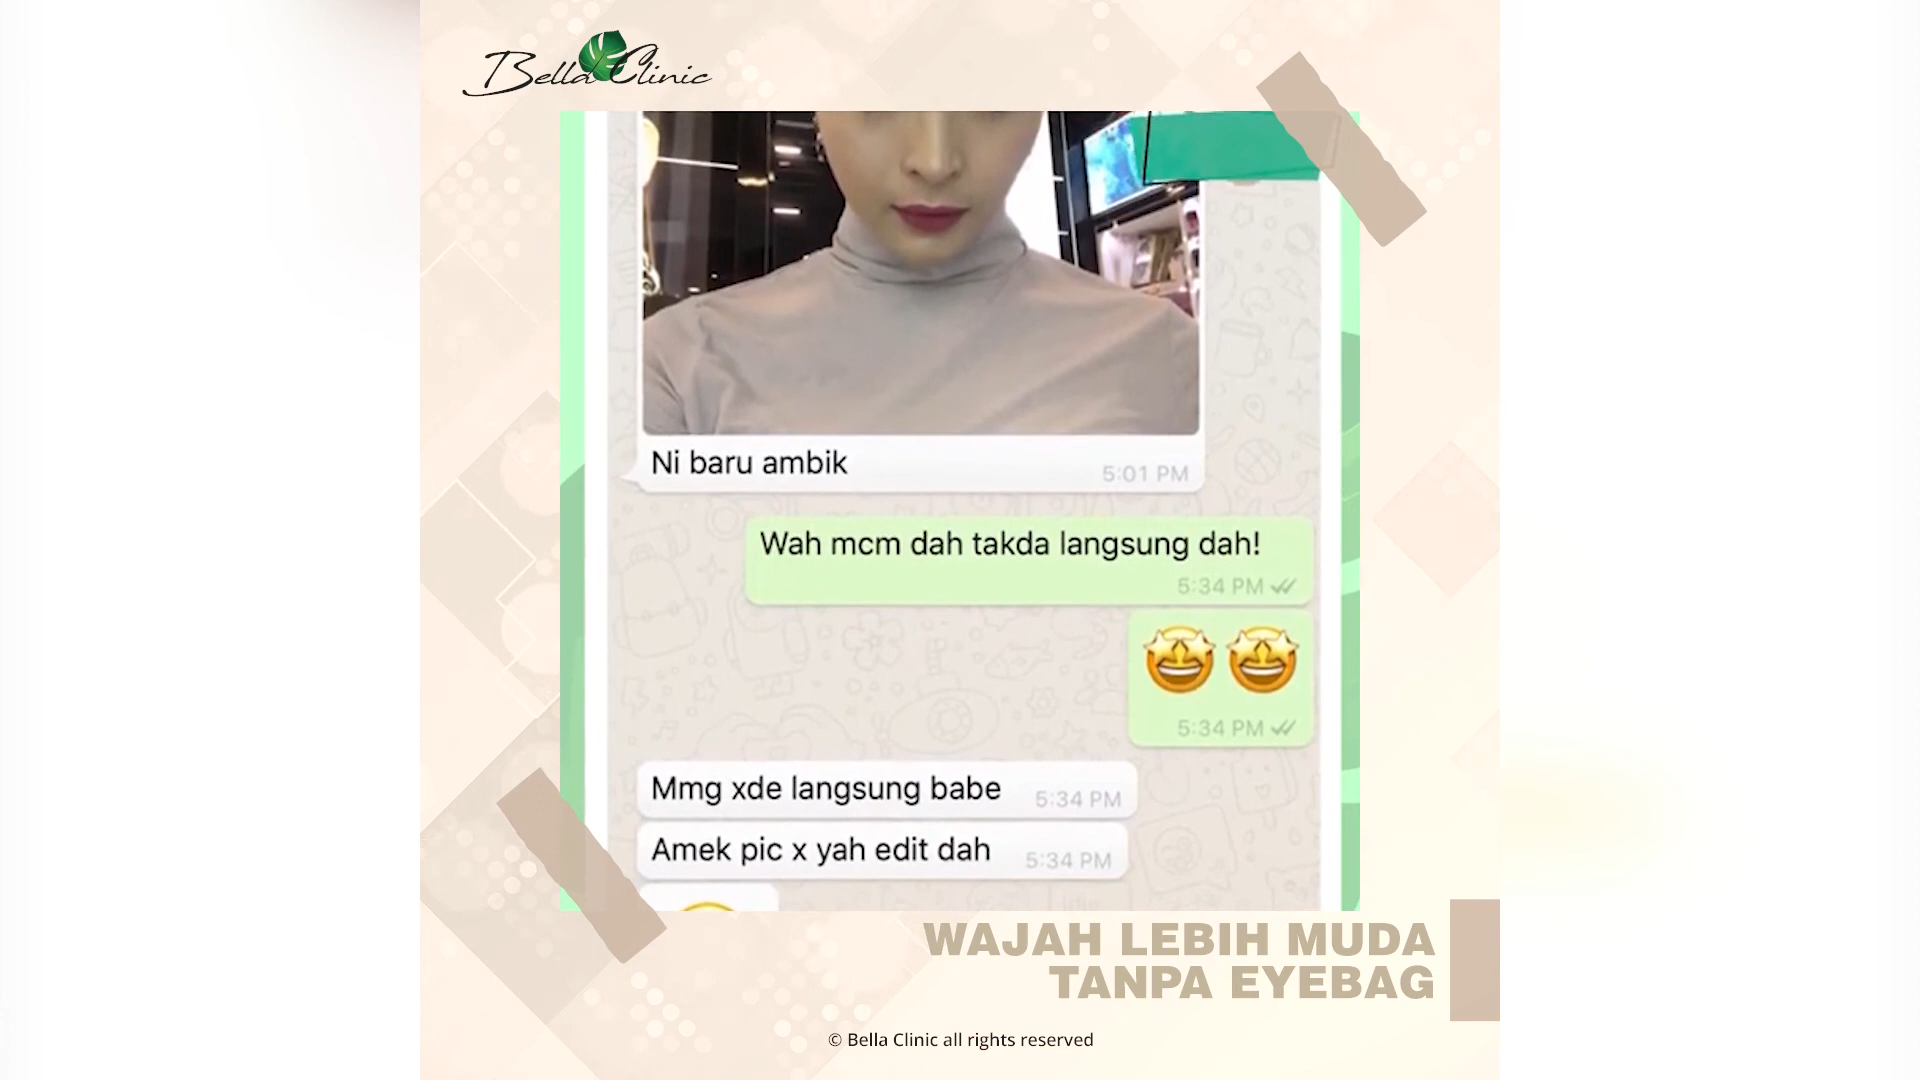 Bella Clinic
Ni baru ambik
5:01 PM
Wah mcm dah takda langsung dah!
5:34 PM
🤩🤩
5:34 PM
Mmg xde langsung babe
5:34 PM
Amek pic x yah edit dah
5:34 PM
WAJAH LEBIH MUDA
TANPA EYEBAG
© Bella Clinic all rights reserved